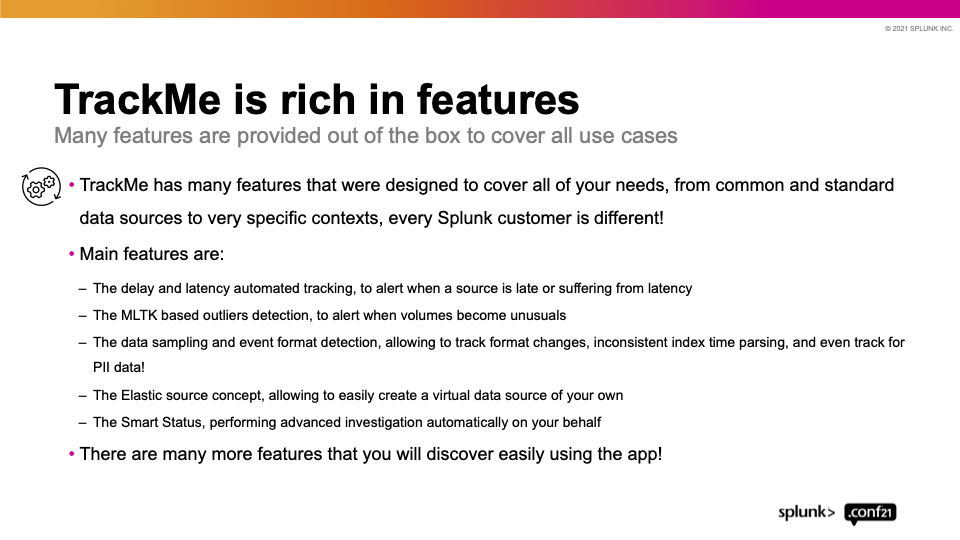 © 2021 SPLUNK INC.
TrackMe is rich in features
Many features are provided out of the box to cover all use cases
• TrackMe has many features that were designed to cover all of your needs, from common and standard
data sources to very specific contexts, every Splunk customer is different!
• Main features are:
– The delay and latency automated tracking, to alert when a source is late or suffering from latency
– The MLTK based outliers detection, to alert when volumes become unusuals
– The data sampling and event format detection, allowing to track format changes, inconsistent index time parsing, and even track for
PII data!
– The Elastic source concept, allowing to easily create a virtual data source of your own
– The Smart Status, performing advanced investigation automatically on your behalf
• There are many more features that you will discover easily using the app!
splunk> .conf21